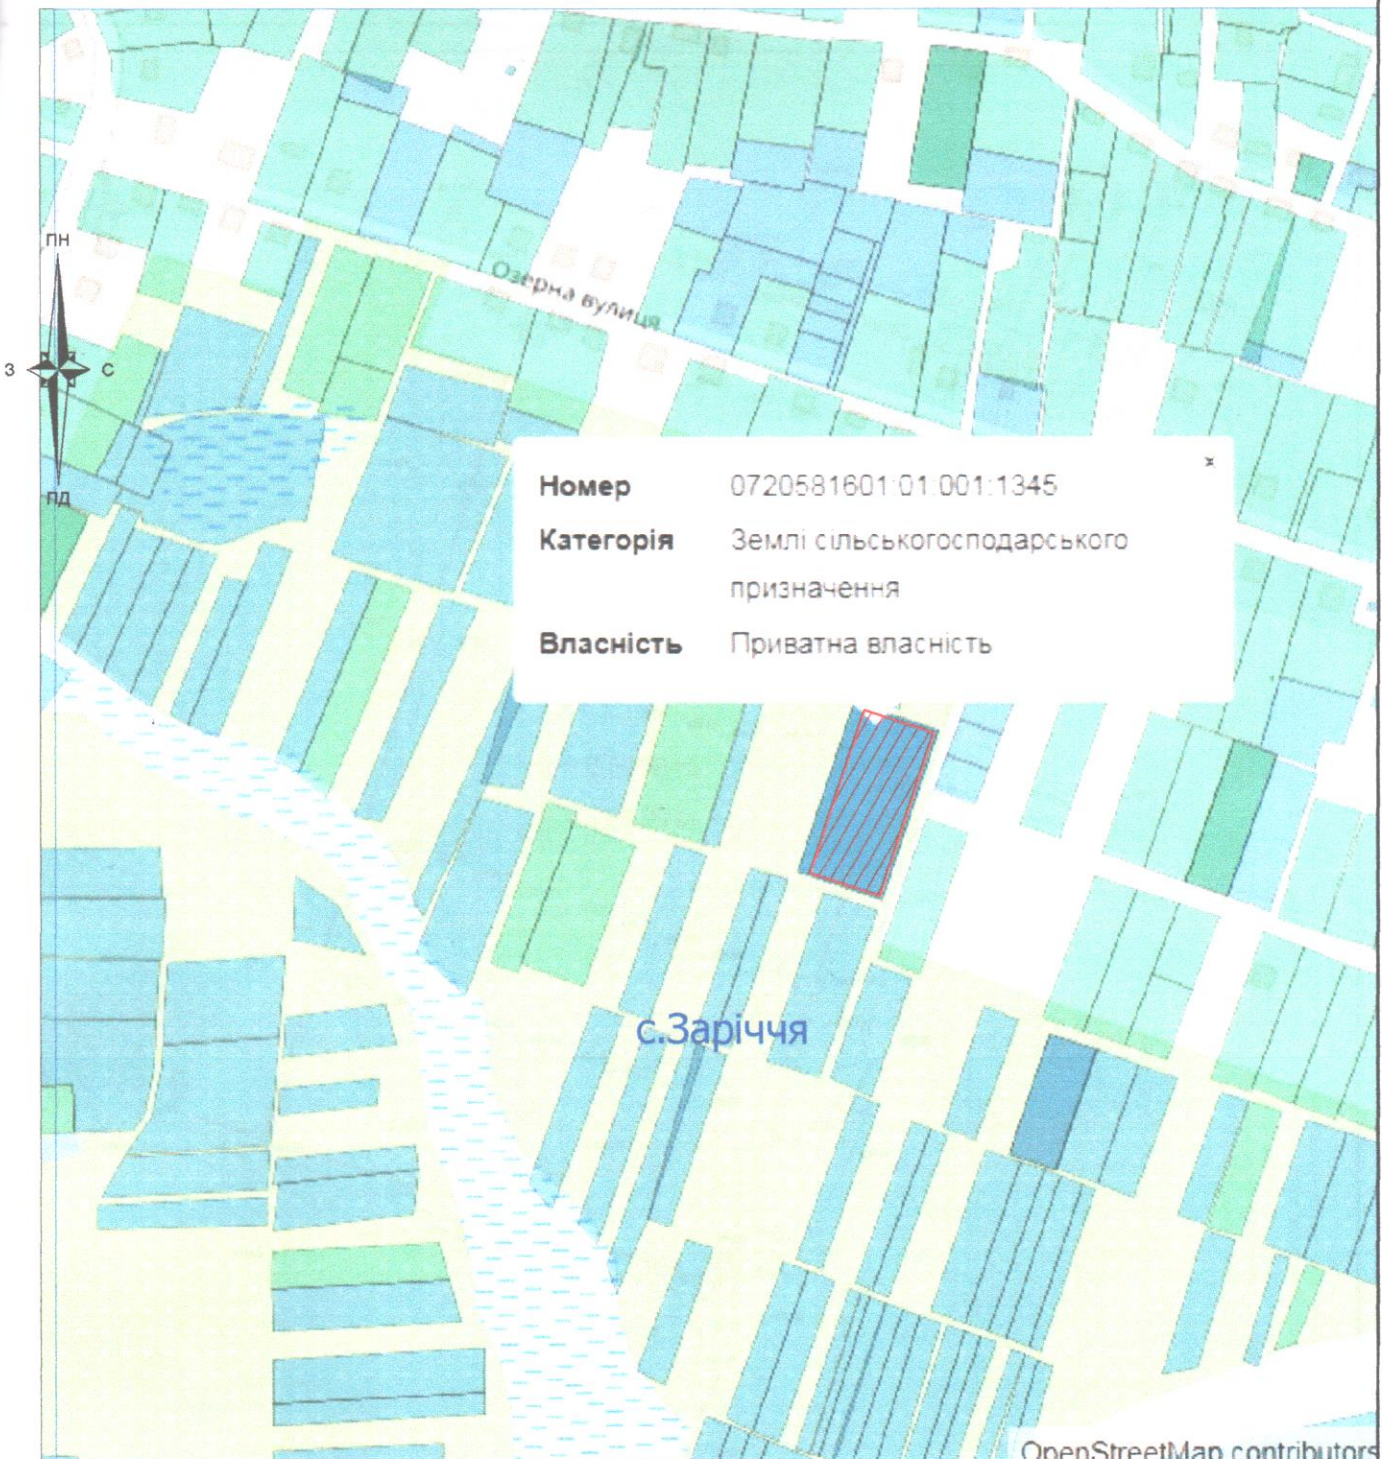 ПН
Озерна вулиця
З
С
ПД
x
Номер 0720581601:01:001:1345
Категорія Землі сільськогосподарського
призначення
Власність Приватна власність
с.Заріччя
OpenStreetMap contributors